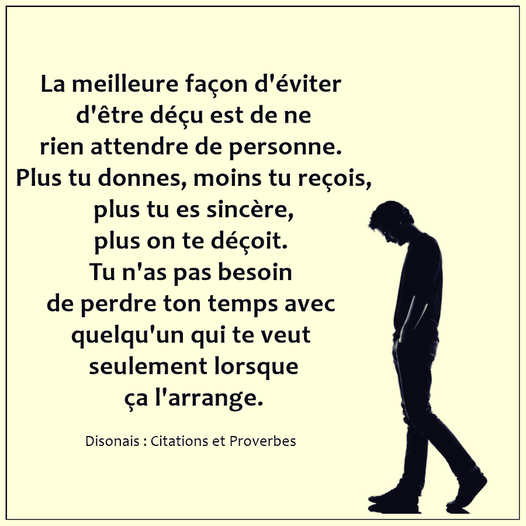 La meilleure façon d'éviter
d'être déçu est de ne
rien attendre de personne.
Plus tu donnes, moins tu reçois,
plus tu es sincère,
plus on te déçoit.
Tu n'as pas besoin
de perdre ton temps avec
quelqu'un qui te veut
seulement lorsque
ça l'arrange.
Disonais : Citations et Proverbes